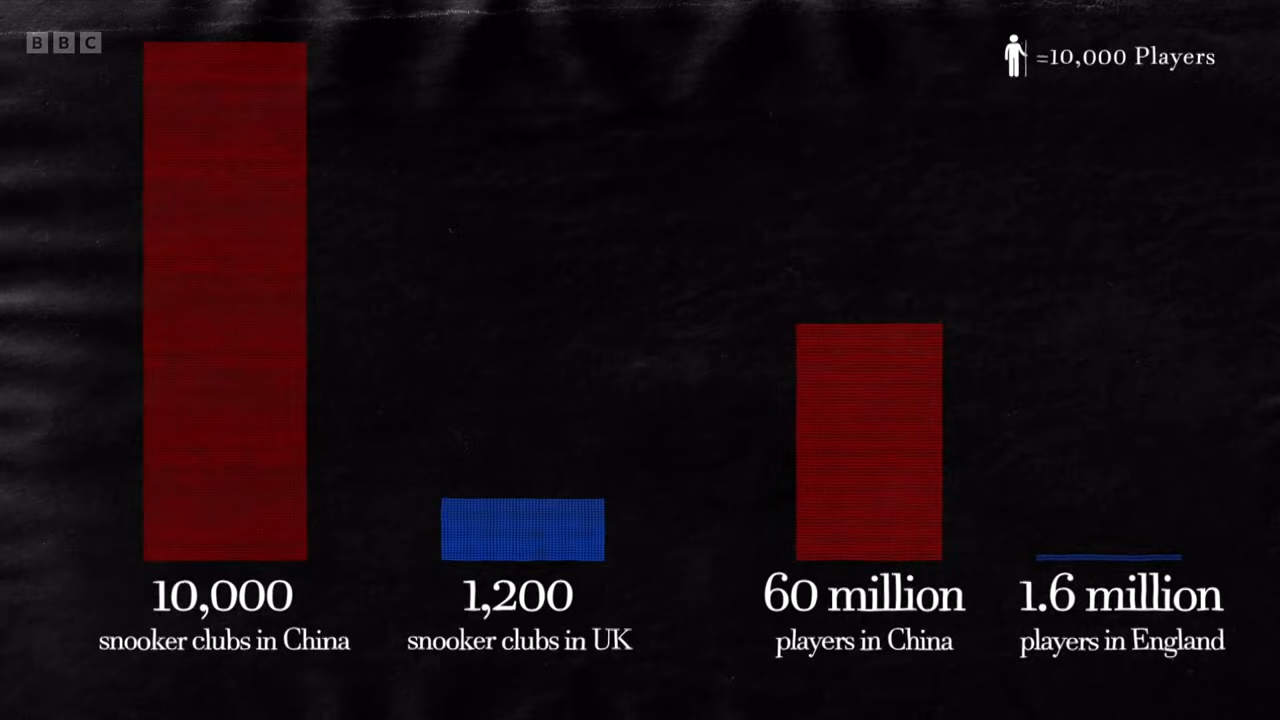 BBC
=10,000 Players
10,000
snooker clubs in China
1,200
snooker clubs in UK
60 million
players in China
1.6 million
players in England